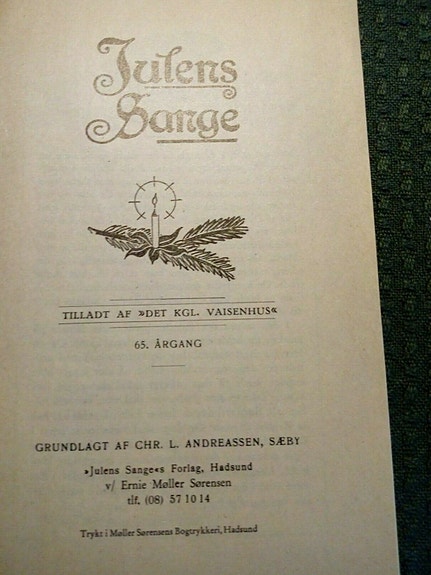 Julens
Sange
TILLADT AF »DET KGL. VAISENHUS«
65. ÅRGANG
GRUNDLAGT AF CHR. L. ANDREASSEN, SÆBY
»Julens Sange«s Forlag, Hadsund
v/ Ernie Møller Sørensen
tlf. (08) 57 10 14
Trykt i Møller Sørensens Bogtrykkeri, Hadsund